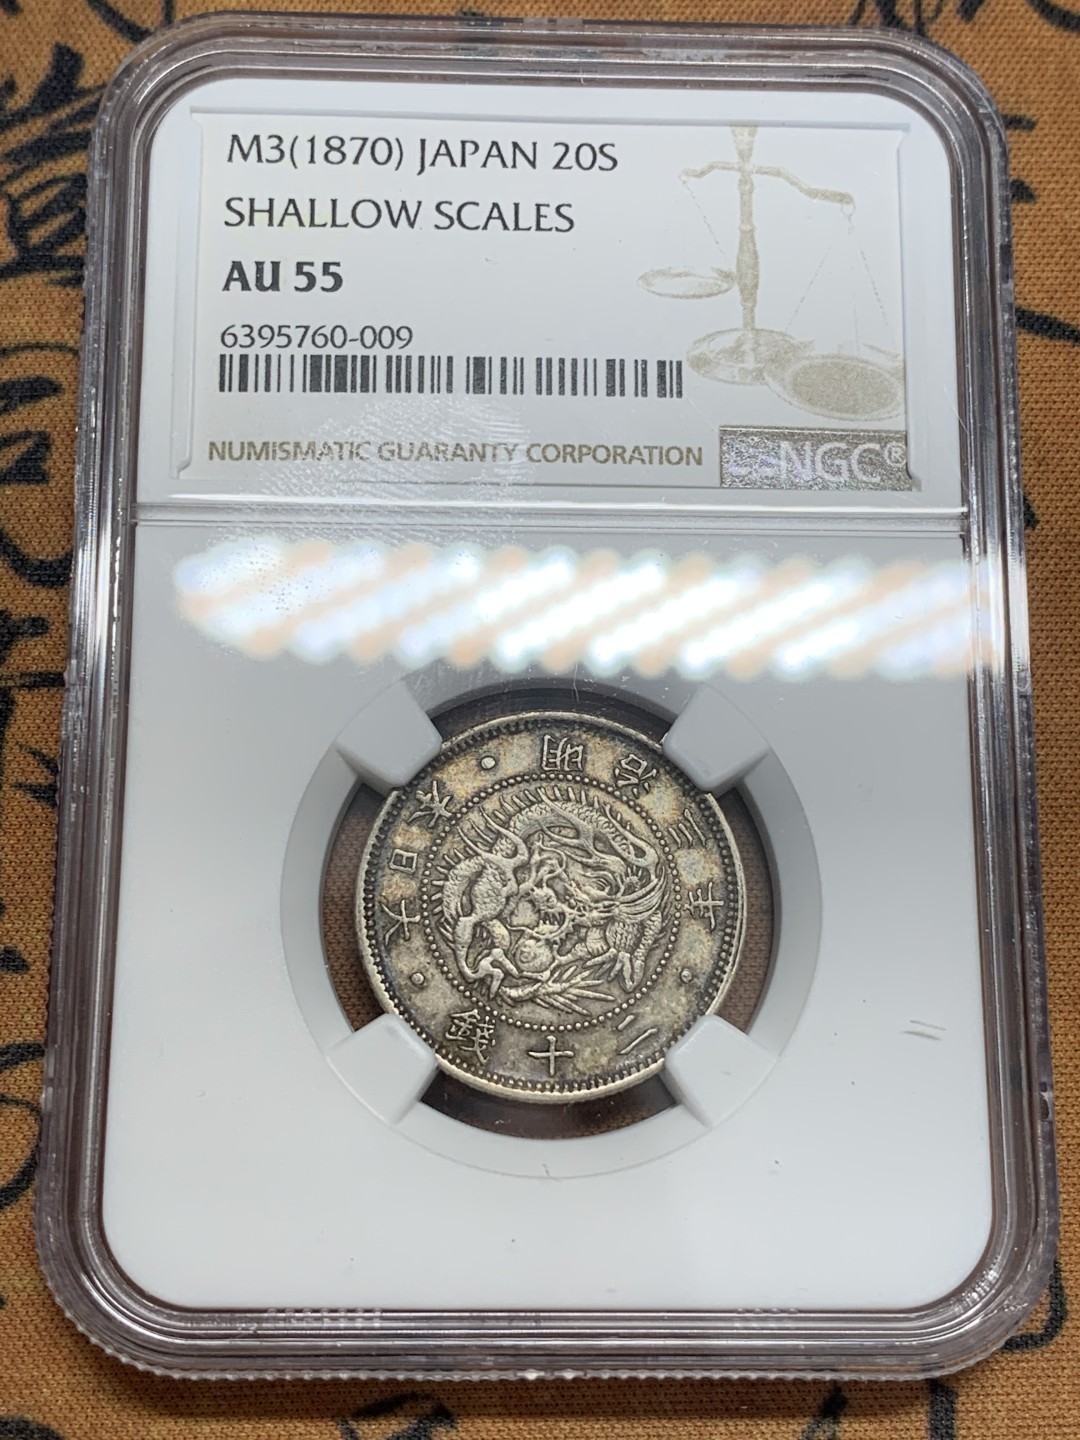 M3(1870) JAPAN 20S
SHALLOW SCALES
AU 55
6395760-009
NUMISMATIC GUARANTY CORPORATION
NGC®
大日本・明治三年・
二十銭